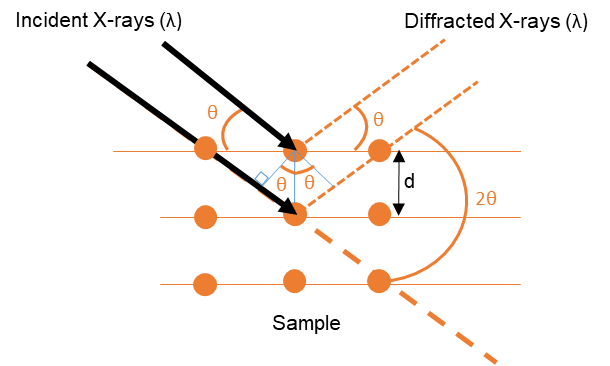 Incident X-rays (λ)
Diffracted X-rays (λ)
θ
θ
θ
θ
d
2θ
Sample